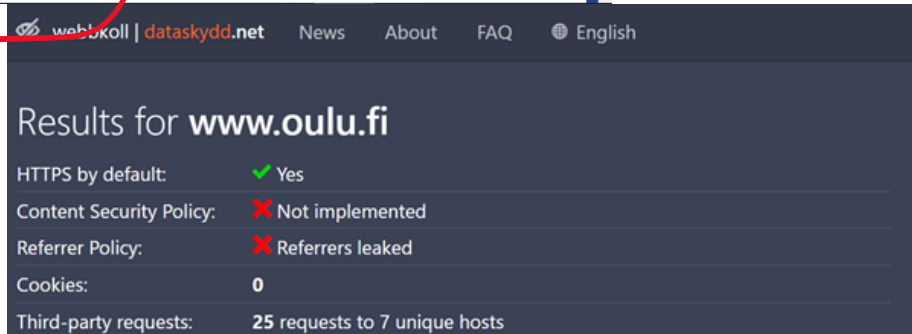 webbkoll | dataskydd.net News About FAQ English
Results for www.oulu.fi
HTTPS by default: Yes
Content Security Policy: Not implemented
Referrer Policy: Referrers leaked
Cookies: 0
Third-party requests: 25 requests to 7 unique hosts